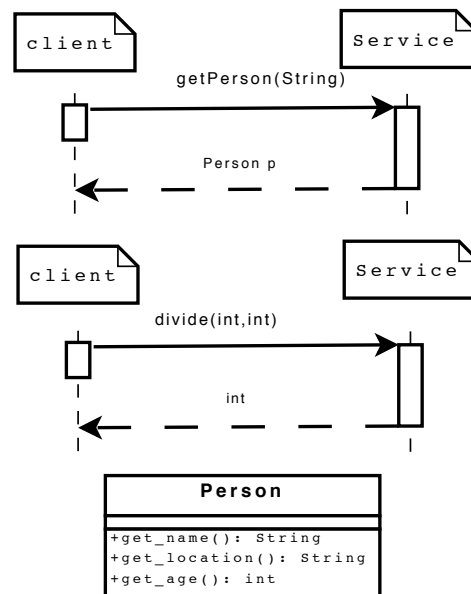 client
Service
getPerson(String)
Person p
client
Service
divide(int,int)
int
Person
+get_name(): String
+get_location(): String
+get_age(): int